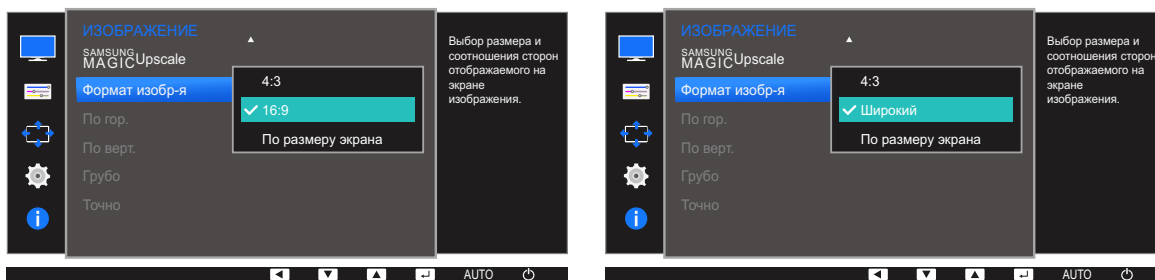 ИЗОБРАЖЕНИЕ
SAMSUNG
MAGIC Upscale
Формат изобр-я
По гор.
По верт.
Грубо
Точно
4:3
16:9
По размеру экрана
Выбор размера и
соотношения сторон
отображаемого на
экране
изображения.
AUTO
ИЗОБРАЖЕНИЕ
SAMSUNG
MAGIC Upscale
Формат изобр-я
По гор.
По верт.
Грубо
Точно
4:3
Широкий
По размеру экрана
Выбор размера и
соотношения сторон
отображаемого на
экране
изображения.
AUTO